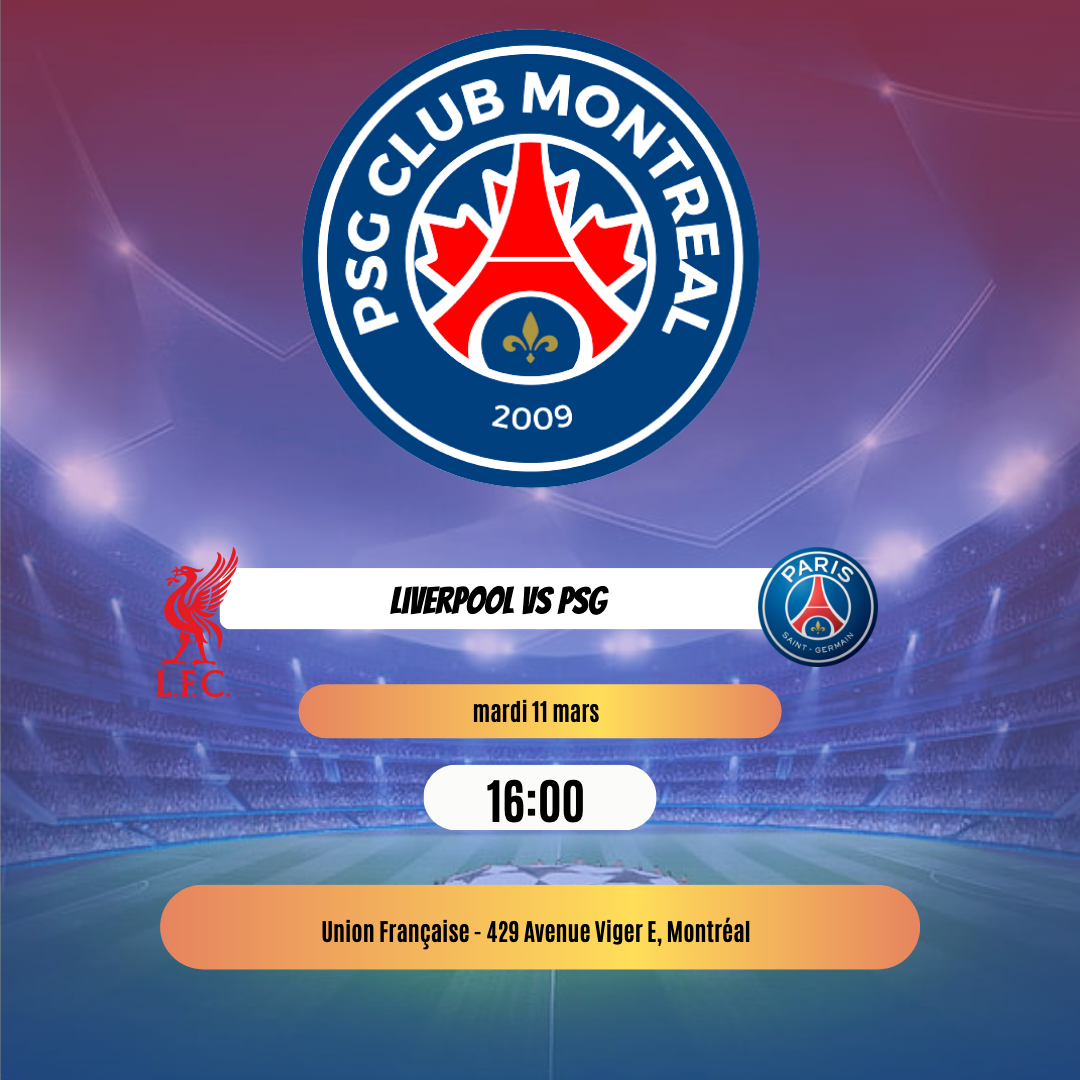 PSG CLUB MONTREAL
2009
LIVERPOOL VS PSG
PARIS
SAINT - GERMAIN
L.F.C.
mardi 11 mars
16:00
Union Française - 429 Avenue Viger E, Montréal